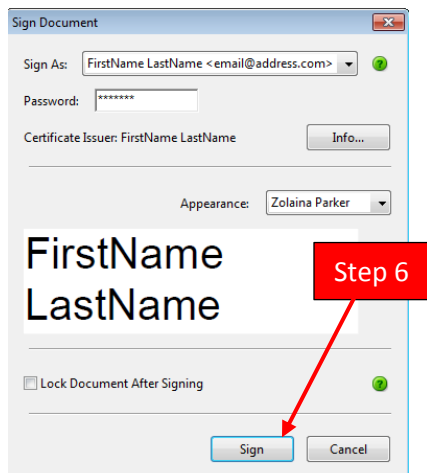 Sign Document
Sign As: FirstName LastName <email@address.com>
Password: *******
Certificate Issuer: FirstName LastName Info...
Appearance: Zolaina Parker
FirstName
LastName
Step 6
Lock Document After Signing
Sign Cancel